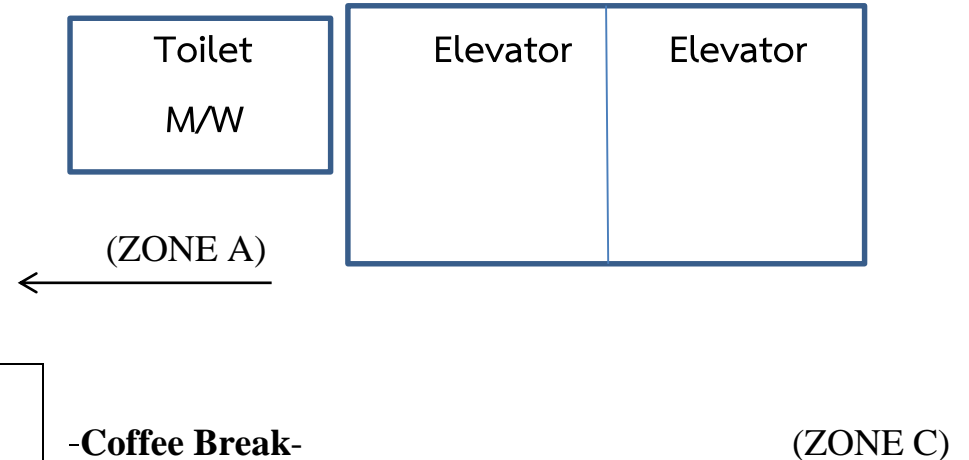 Toilet
M/W
Elevator
Elevator
(ZONE A)
-Coffee Break-
(ZONE C)